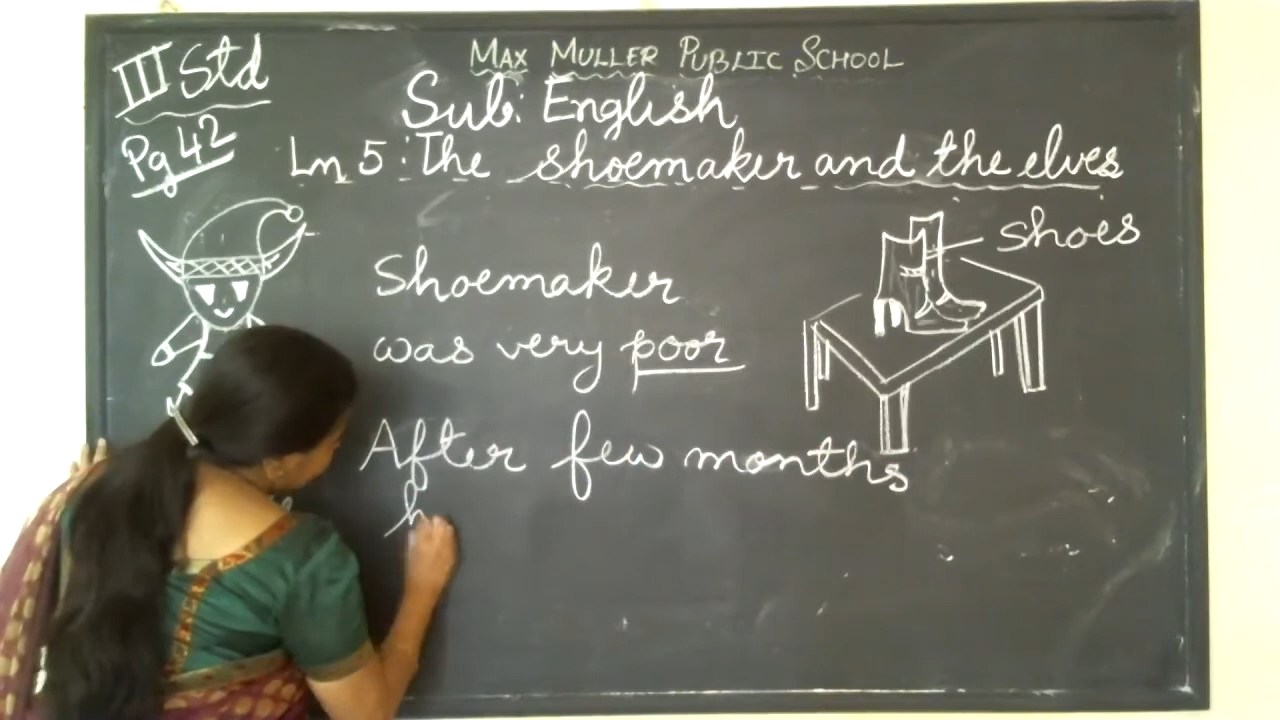 III Std
MAX MULLER PUBLIC SCHOOL
Sub: English
Pg 42
Ln 5: The shoemaker and the elves
shoes
Shoemaker
was very poor
After few months
h